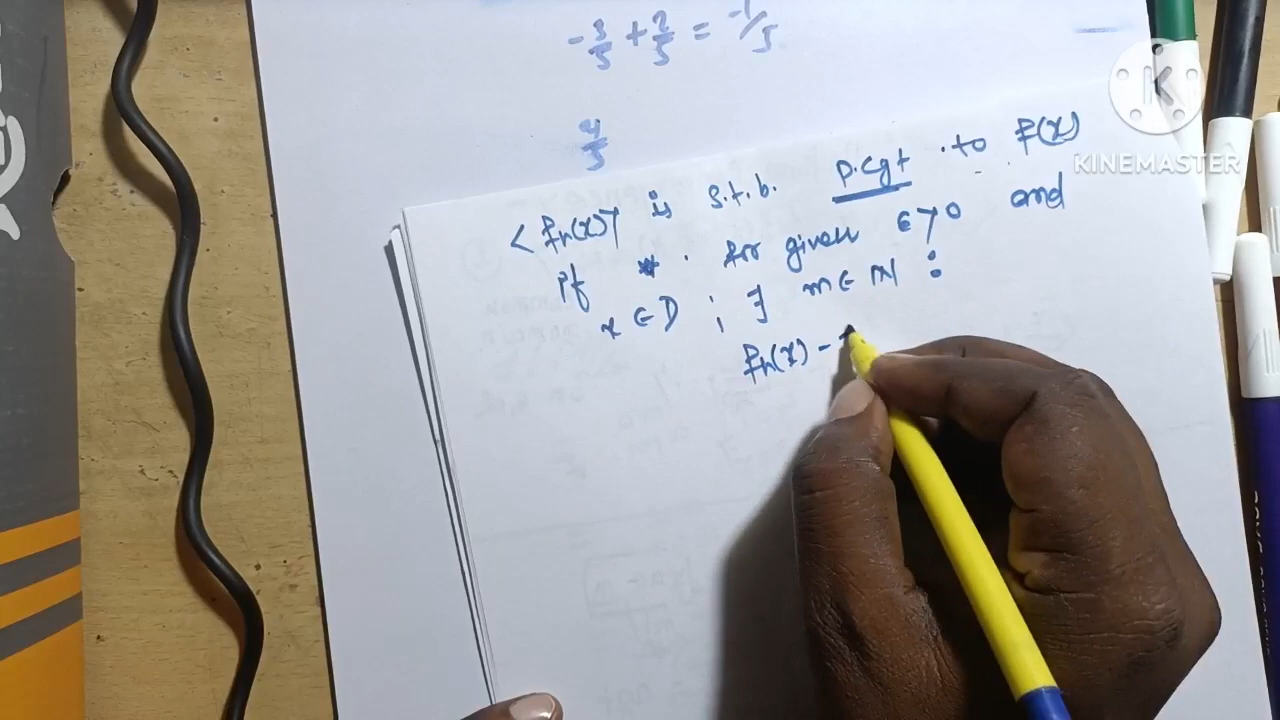 -3/5 + 2/5 = -1/5
4/5
<fn(x)> is s.t.b. p.cgt. to f(x)
if for given ε>0 and
x ∈ D ; ∃ m ∈ IN :
fn(x) -
K
KINEMASTER